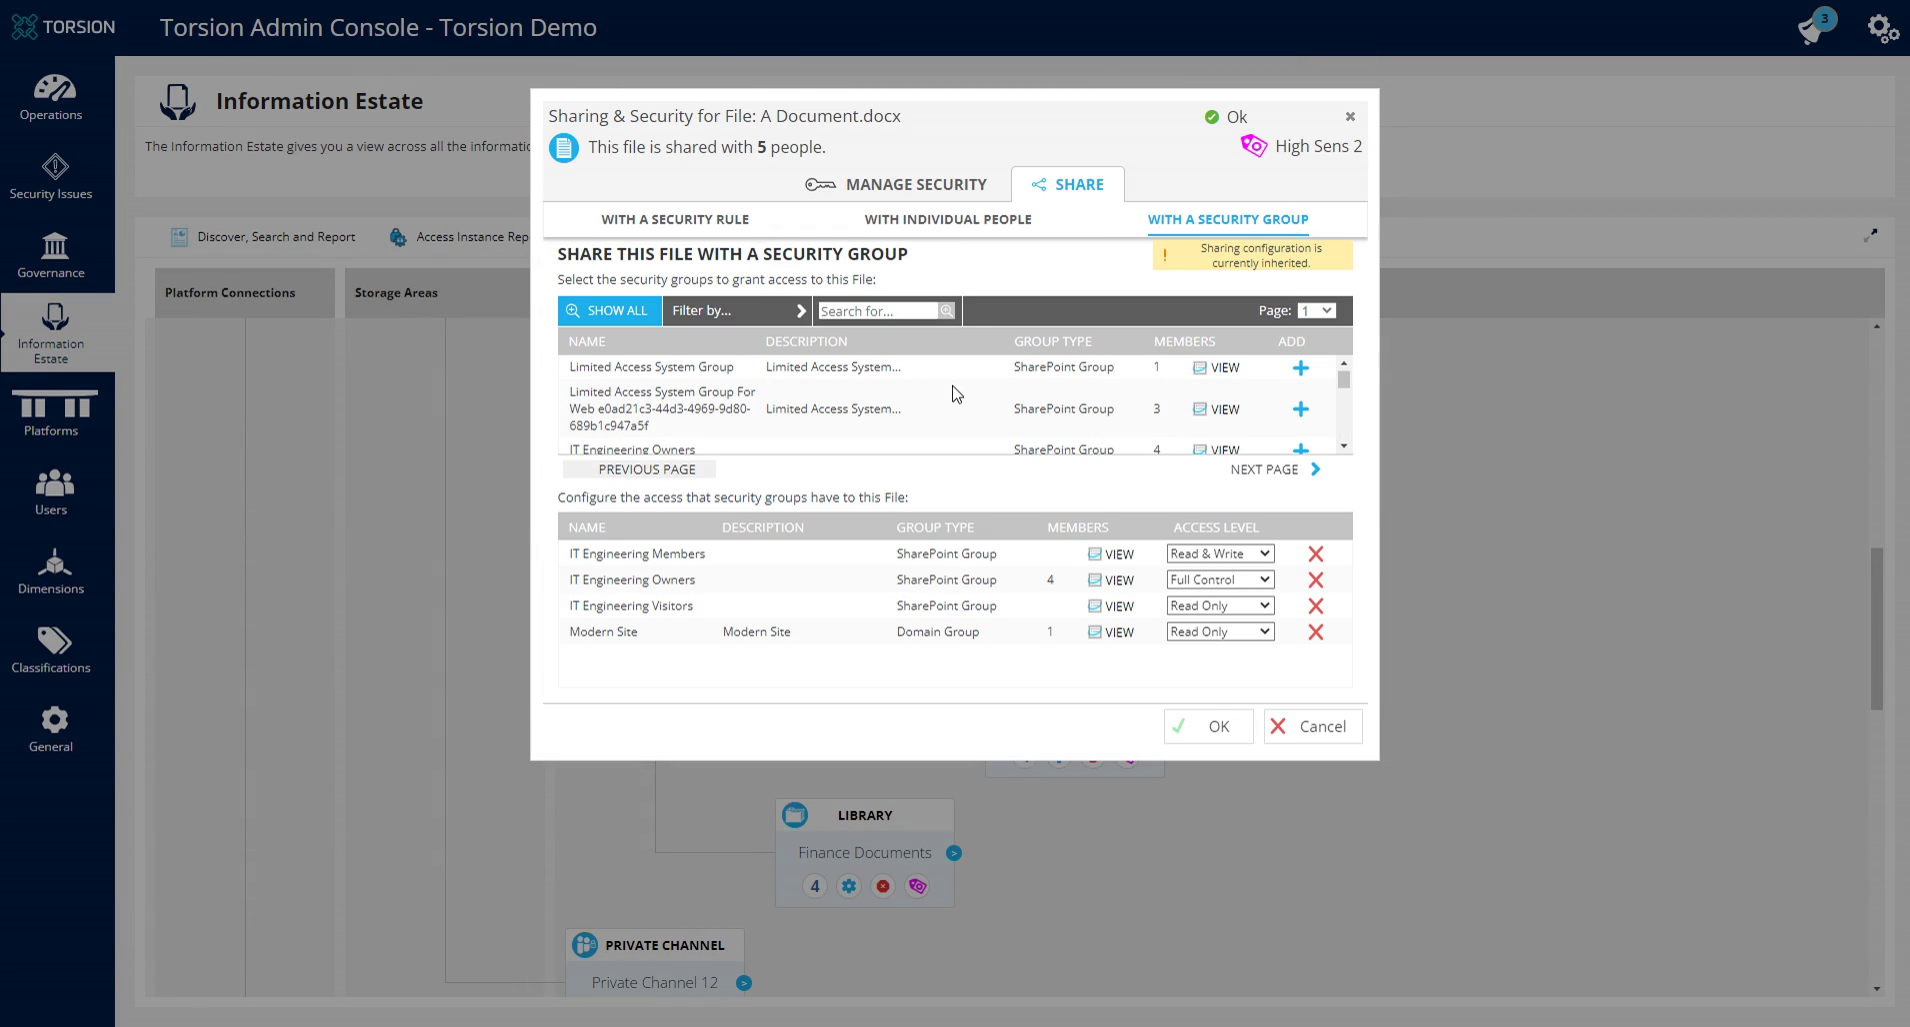 TORSION
Torsion Admin Console - Torsion Demo
3
Operations
Security Issues
Governance
Information
Estate
Platforms
Users
Dimensions
Classifications
General
Information Estate
The Information Estate gives you a view across all the informatio
Discover, Search and Report
Access Instance Rep
Platform Connections
Storage Areas
Sharing & Security for File: A Document.docx
Ok
This file is shared with 5 people.
High Sens 2
MANAGE SECURITY
SHARE
WITH A SECURITY RULE
WITH INDIVIDUAL PEOPLE
WITH A SECURITY GROUP
SHARE THIS FILE WITH A SECURITY GROUP
Sharing configuration is
currently inherited.
Select the security groups to grant access to this File:
SHOW ALL
Filter by...
Search for...
Page: 1
NAME DESCRIPTION GROUP TYPE MEMBERS ADD
Limited Access System Group Limited Access System... SharePoint Group 1 VIEW
Limited Access System Group For
Web e0ad21c3-44d3-4969-9d80- Limited Access System... SharePoint Group 3 VIEW
689b1c947a5f
IT Engineering Owners SharePoint Group 4 VIEW
PREVIOUS PAGE
NEXT PAGE
Configure the access that security groups have to this File:
NAME DESCRIPTION GROUP TYPE MEMBERS ACCESS LEVEL
IT Engineering Members SharePoint Group VIEW Read & Write
IT Engineering Owners SharePoint Group 4 VIEW Full Control
IT Engineering Visitors SharePoint Group VIEW Read Only
Modern Site Modern Site Domain Group 1 VIEW Read Only
OK
Cancel
LIBRARY
Finance Documents
4
PRIVATE CHANNEL
Private Channel 12